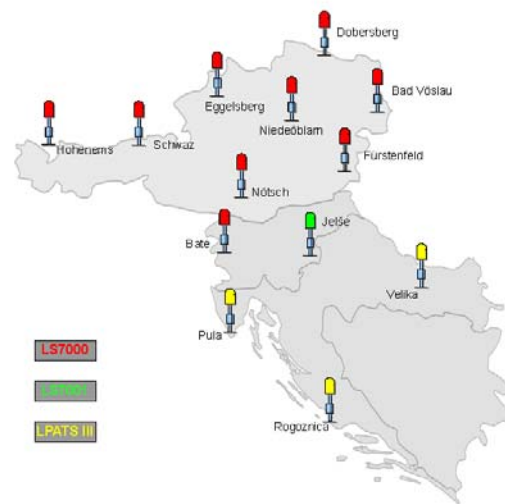 Dobersberg
Bad Vöslau
Eggelsberg
Niedeöblarn
Hohenems
Schwaz
Fürstenfeld
Nötsch
Jelše
Bate
Velika
Pula
LS7000
LPATS III
Rogoznica